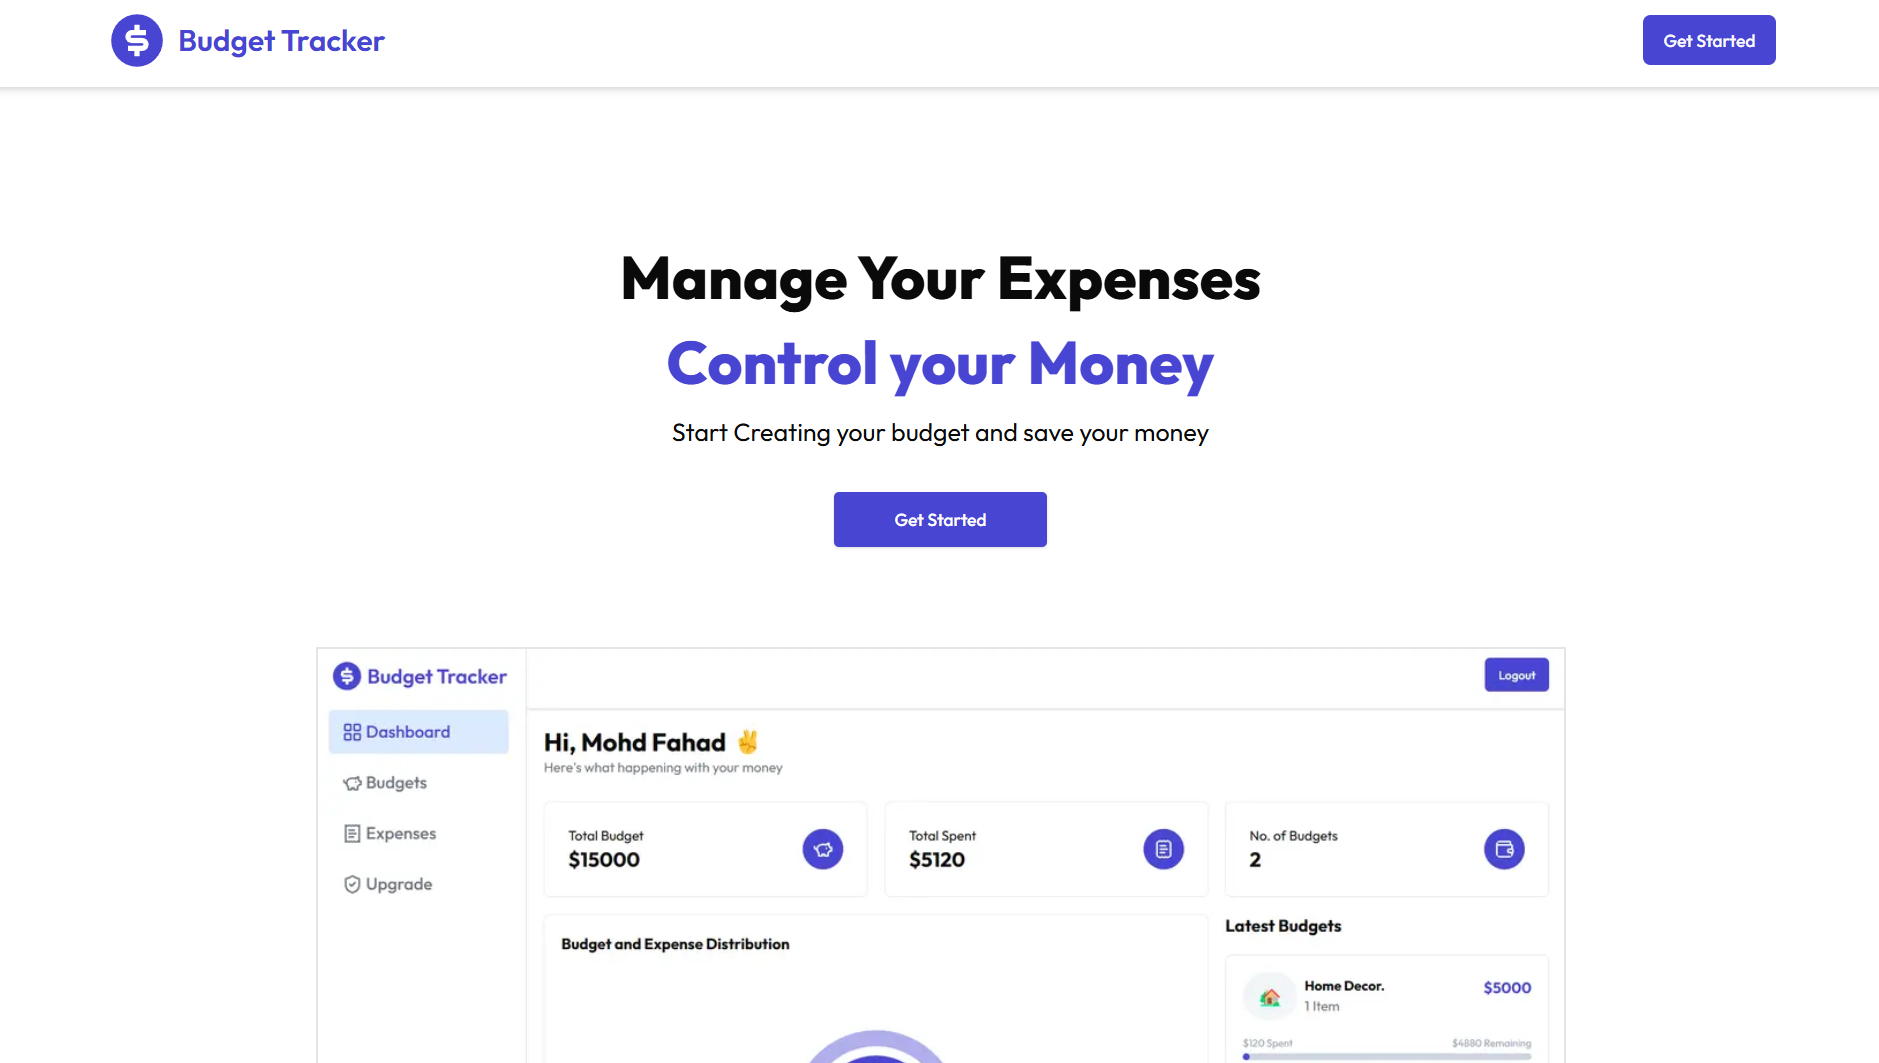 Budget Tracker
Get Started
Manage Your Expenses
Control your Money
Start Creating your budget and save your money
Get Started
Budget Tracker
Logout
Dashboard
Budgets
Expenses
Upgrade
Hi, Mohd Fahad ✌️
Here's what happening with your money
Total Budget
$15000
Total Spent
$5120
No. of Budgets
2
Budget and Expense Distribution
Latest Budgets
Home Decor.
$5000
1 Item
$120 Spent
$4880 Remaining